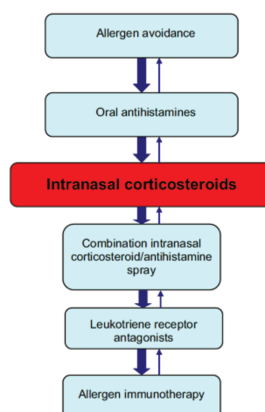 Allergen avoidance
Oral antihistamines
Intranasal corticosteroids
Combination intranasal
corticosteroid/antihistamine
spray
Leukotriene receptor
antagonists
Allergen immunotherapy